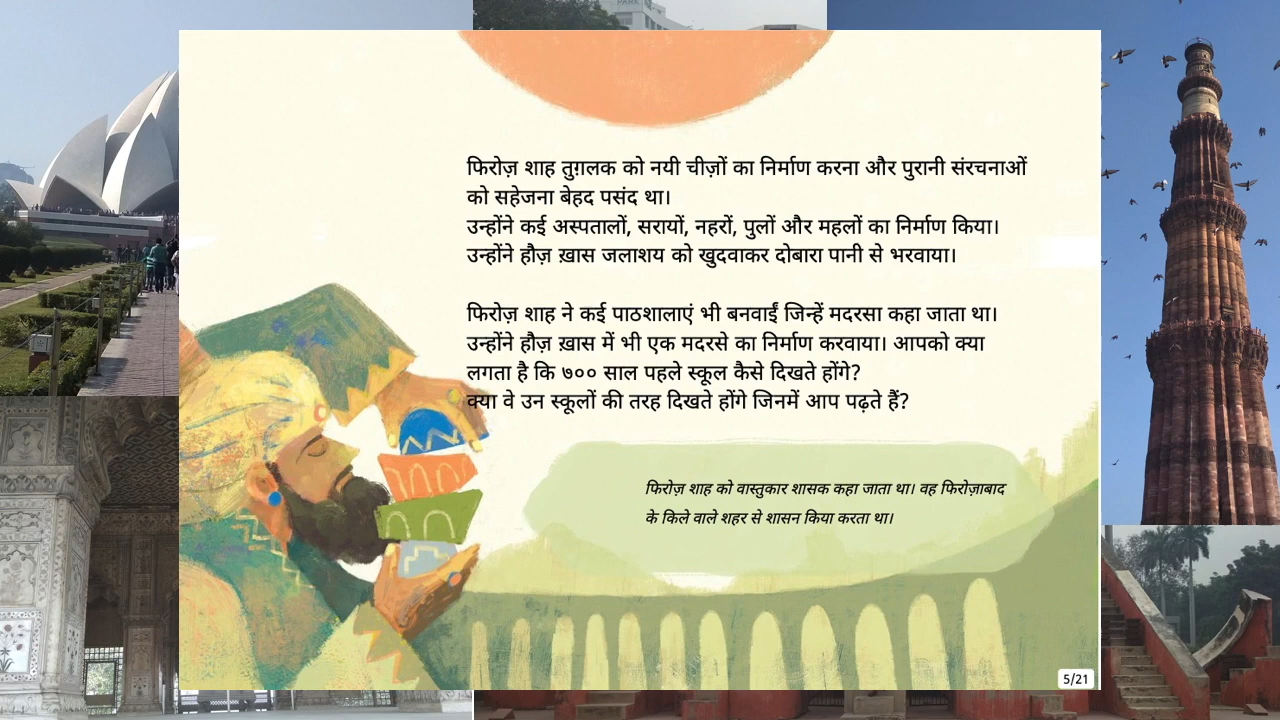 फिरोज़ शाह तुग़लक को नयी चीज़ों का निर्माण करना और पुरानी संरचनाओं
को सहेजना बेहद पसंद था।
उन्होंने कई अस्पतालों, सरायों, नहरों, पुलों और महलों का निर्माण किया।
उन्होंने हौज़ ख़ास जलाशय को खुदवाकर दोबारा पानी से भरवाया।
फिरोज़ शाह ने कई पाठशालाएं भी बनवाईं जिन्हें मदरसा कहा जाता था।
उन्होंने हौज़ ख़ास में भी एक मदरसे का निर्माण करवाया। आपको क्या
लगता है कि ७०० साल पहले स्कूल कैसे दिखते होंगे?
क्या वे उन स्कूलों की तरह दिखते होंगे जिनमें आप पढ़ते हैं?
फिरोज़ शाह को वास्तुकार शासक कहा जाता था। वह फिरोज़ाबाद
के किले वाले शहर से शासन किया करता था।
5/21